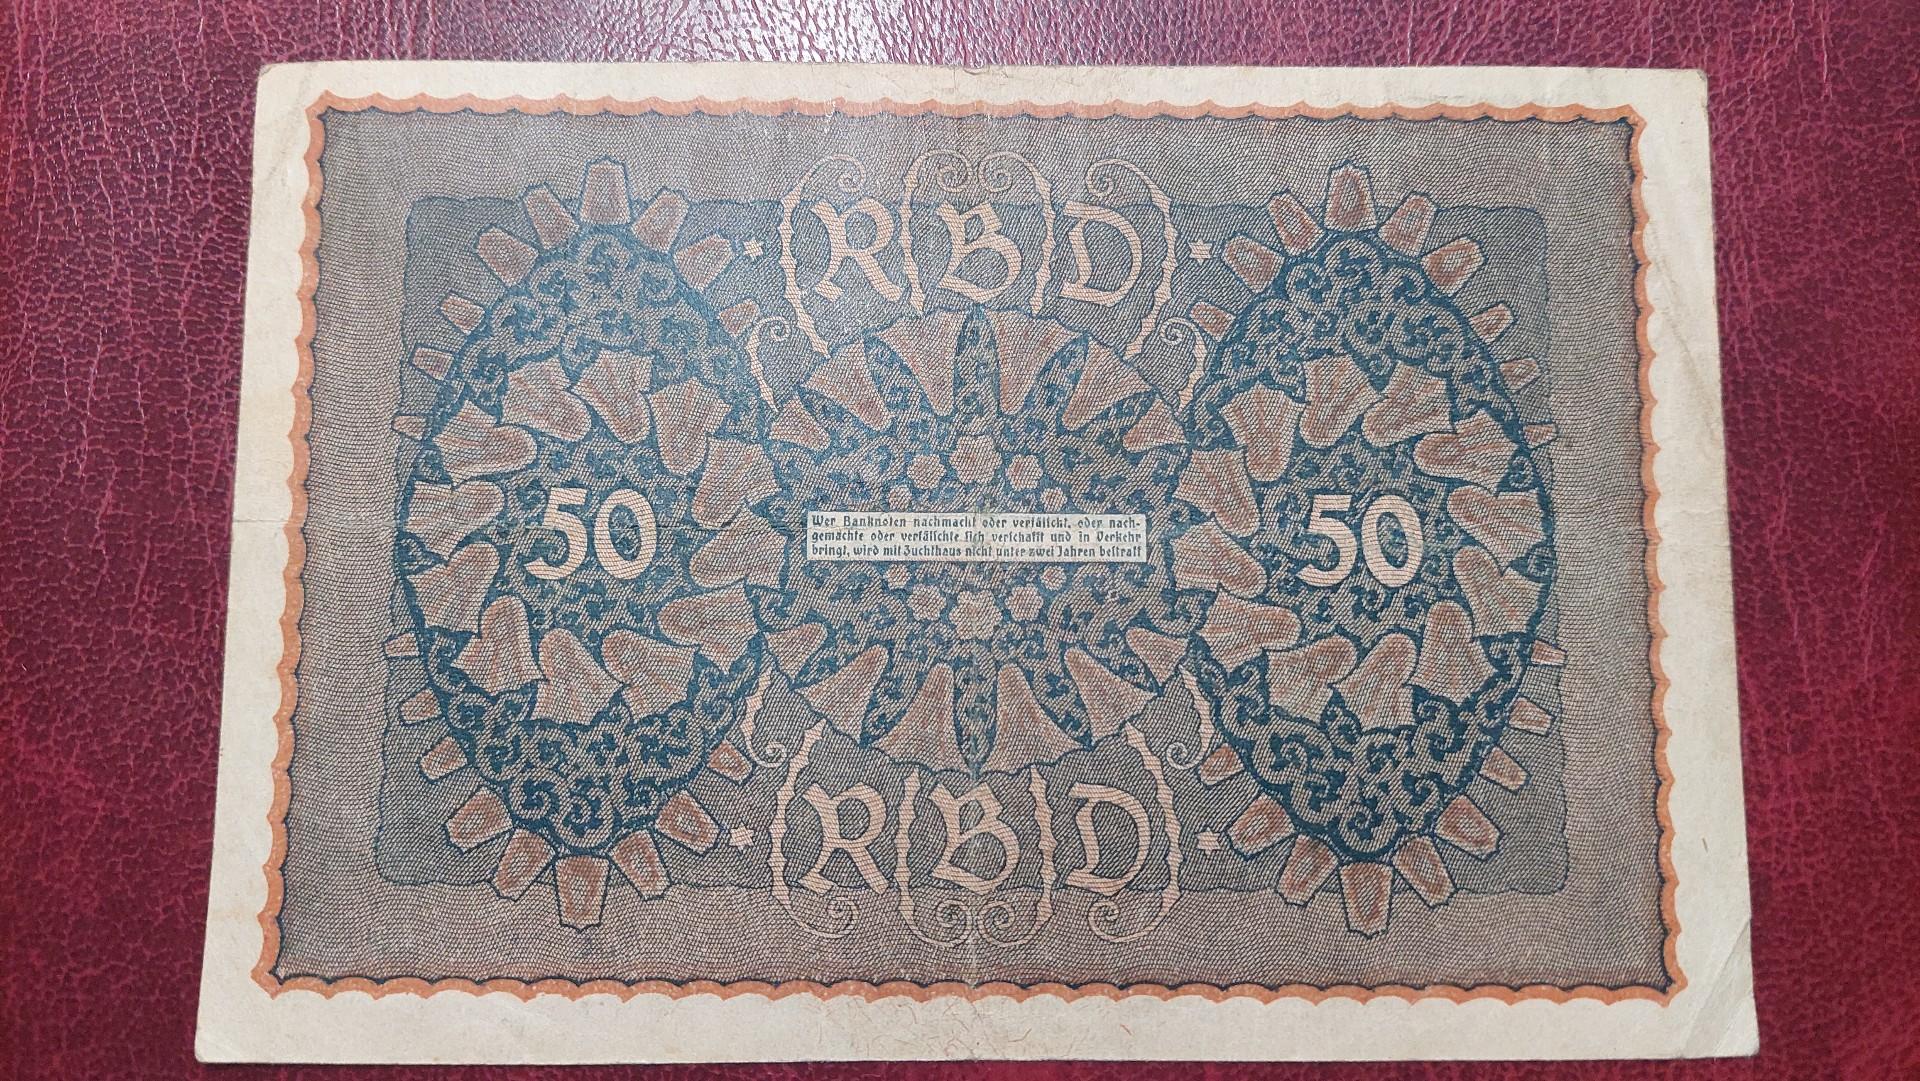 RBD
50
50
Wer Banknoten nachmacht oder verfälscht, oder nach-
gemachte oder verfälschte sich verschafft und in Verkehr
bringt, wird mit Zuchthaus nicht unter zwei Jahren bestraft
RBD